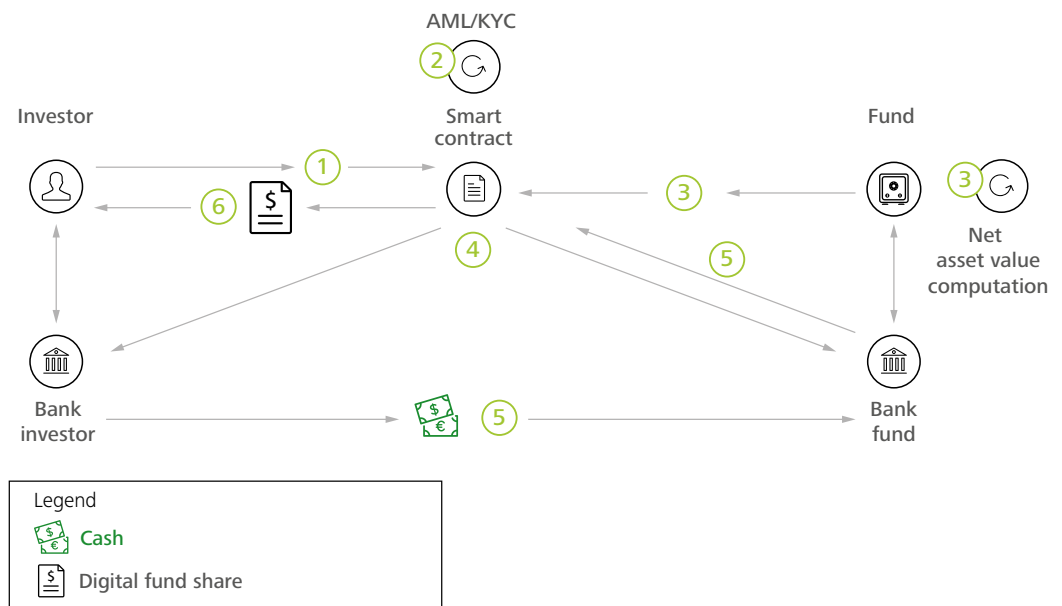 AML/KYC
2
Investor
Smart
contract
Fund
1
3
3
6
$
4
5
Net
asset value
computation
Bank
investor
$
€
5
Bank
fund
Legend
$
€
Cash
$
Digital fund share